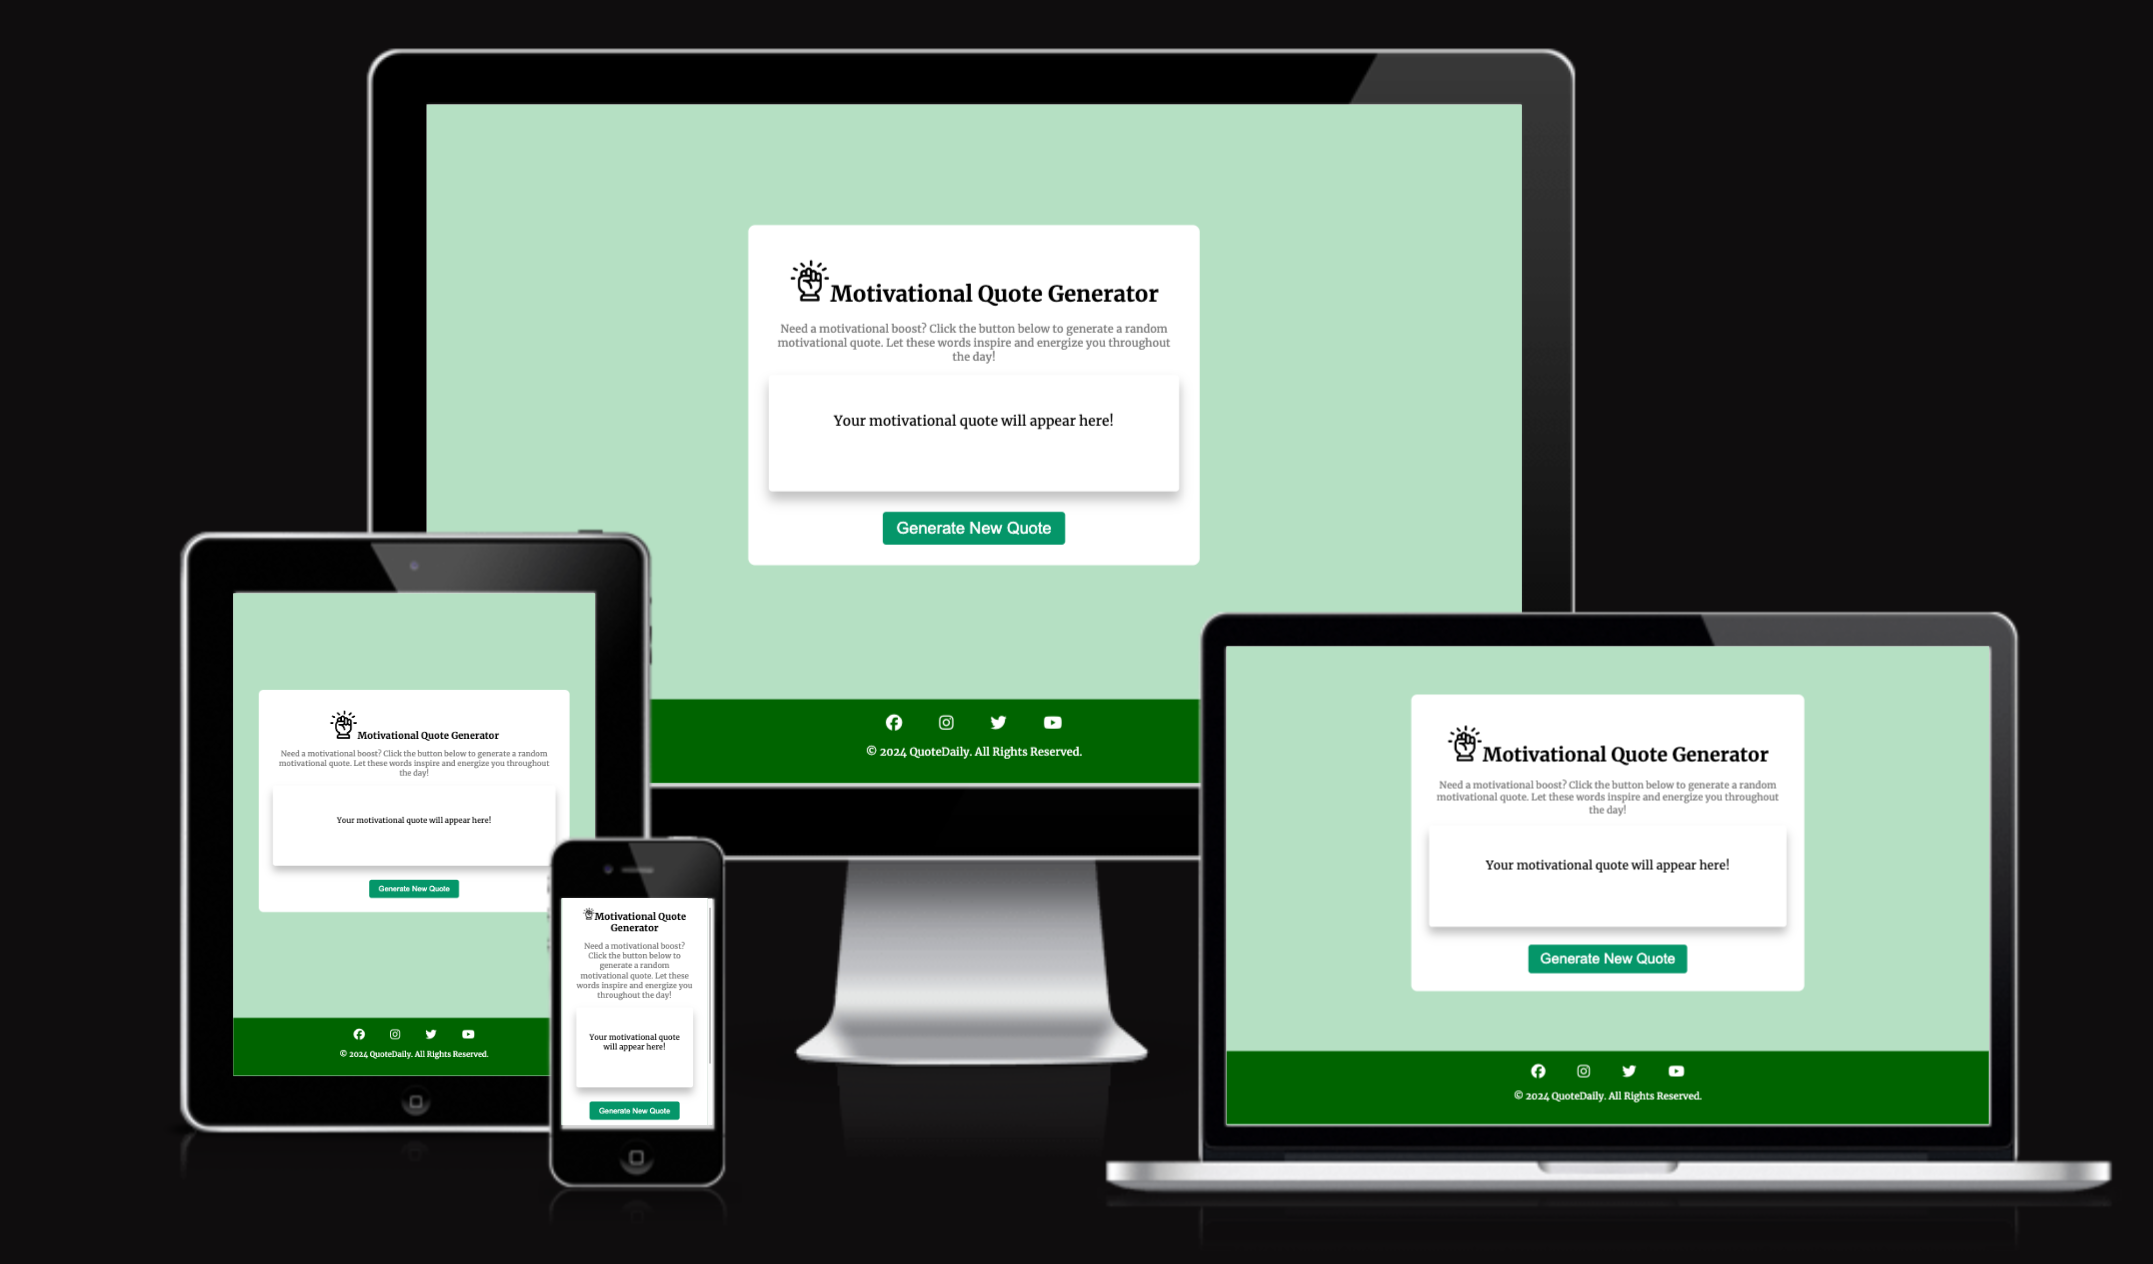 Motivational Quote Generator
Need a motivational boost? Click the button below to generate a random
motivational quote. Let these words inspire and energize you throughout
the day!
Your motivational quote will appear here!
Generate New Quote
© 2024 QuoteDaily. All Rights Reserved.
Motivational Quote Generator
Need a motivational boost? Click the button below to generate a random
motivational quote. Let these words inspire and energize you throughout
the day!
Your motivational quote will appear here!
Generate New Quote
© 2024 QuoteDaily. All Rights Reserved.
Motivational Quote
Generator
Need a motivational boost?
Click the button below to
generate a random
motivational quote. Let these
words inspire and energize you
throughout the day!
Your motivational quote
will appear here!
Generate New Quote
Motivational Quote Generator
Need a motivational boost? Click the button below to generate a random
motivational quote. Let these words inspire and energize you throughout
the day!
Your motivational quote will appear here!
Generate New Quote
© 2024 QuoteDaily. All Rights Reserved.